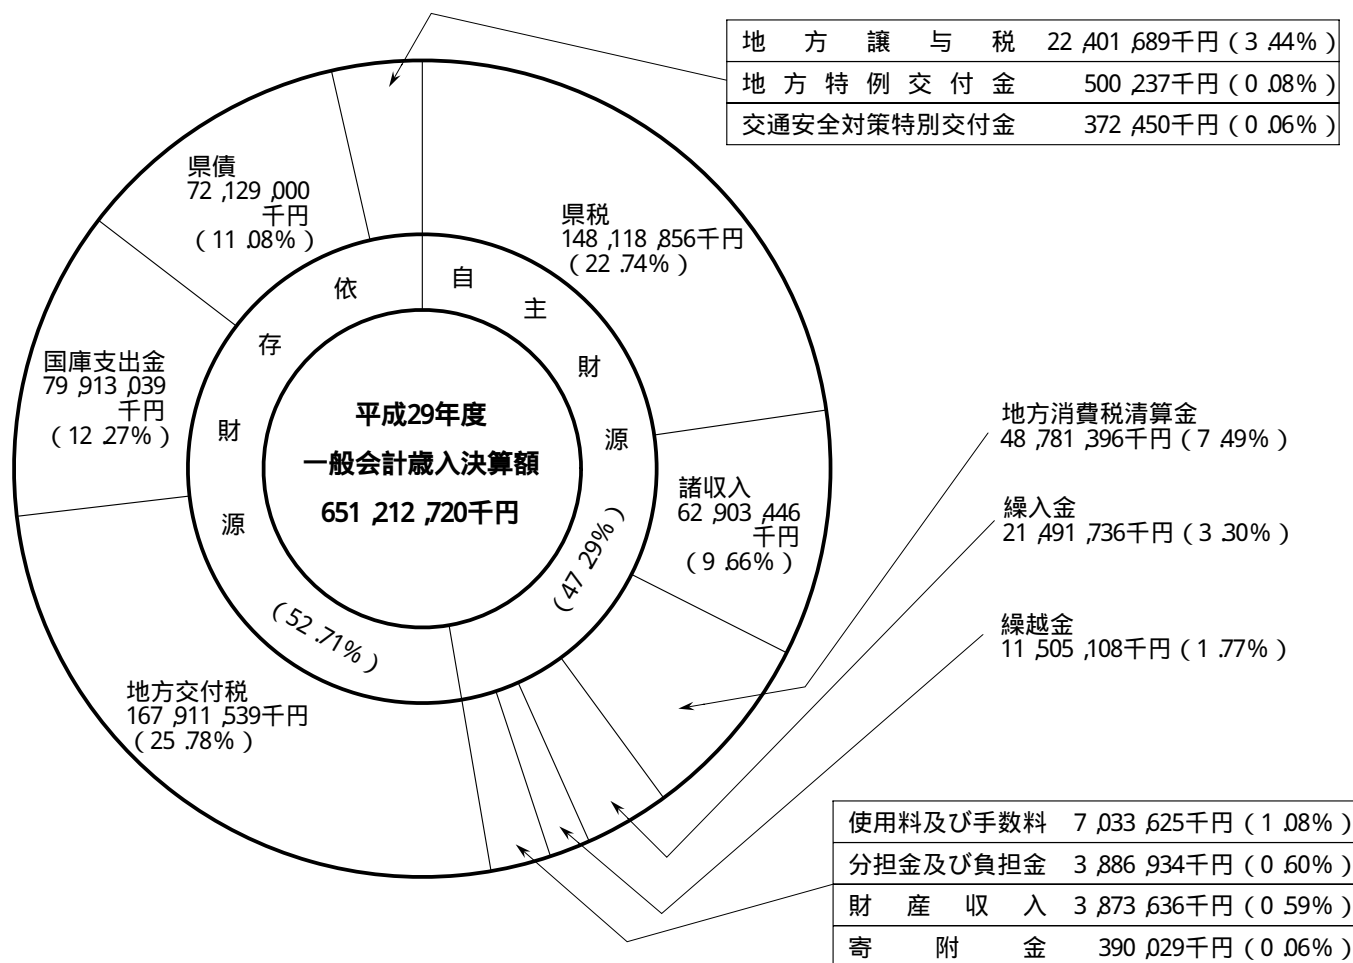 地方譲与税 22,401,689千円(3.44%)
地方特例交付金 500,237千円(0.08%)
交通安全対策特別交付金 372,450千円(0.06%)
県債
72,129,000
千円
(11.08%)
県税
148,118,856千円
(22.74%)
依存財源
自主財源
国庫支出金
79,913,039
千円
(12.27%)
平成29年度
一般会計歳入決算額
651,212,720千円
地方消費税清算金
48,781,396千円(7.49%)
諸収入
62,903,446
千円
(9.66%)
繰入金
21,491,736千円(3.30%)
(47.29%)
(52.71%)
繰越金
11,505,108千円(1.77%)
地方交付税
167,911,539千円
(25.78%)
使用料及び手数料 7,033,625千円(1.08%)
分担金及び負担金 3,886,934千円(0.60%)
財産収入 3,873,636千円(0.59%)
寄附金 390,029千円(0.06%)